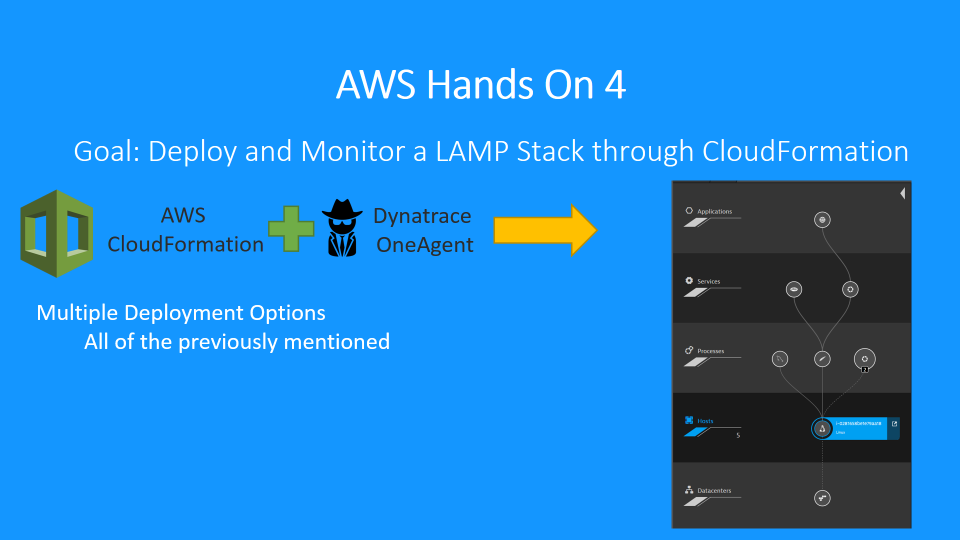 AWS Hands On 4
Goal: Deploy and Monitor a LAMP Stack through CloudFormation
AWS
CloudFormation
Dynatrace
OneAgent
Multiple Deployment Options
All of the previously mentioned
Applications
Services
Processes
2
Hosts
5
Linux
Datacenters